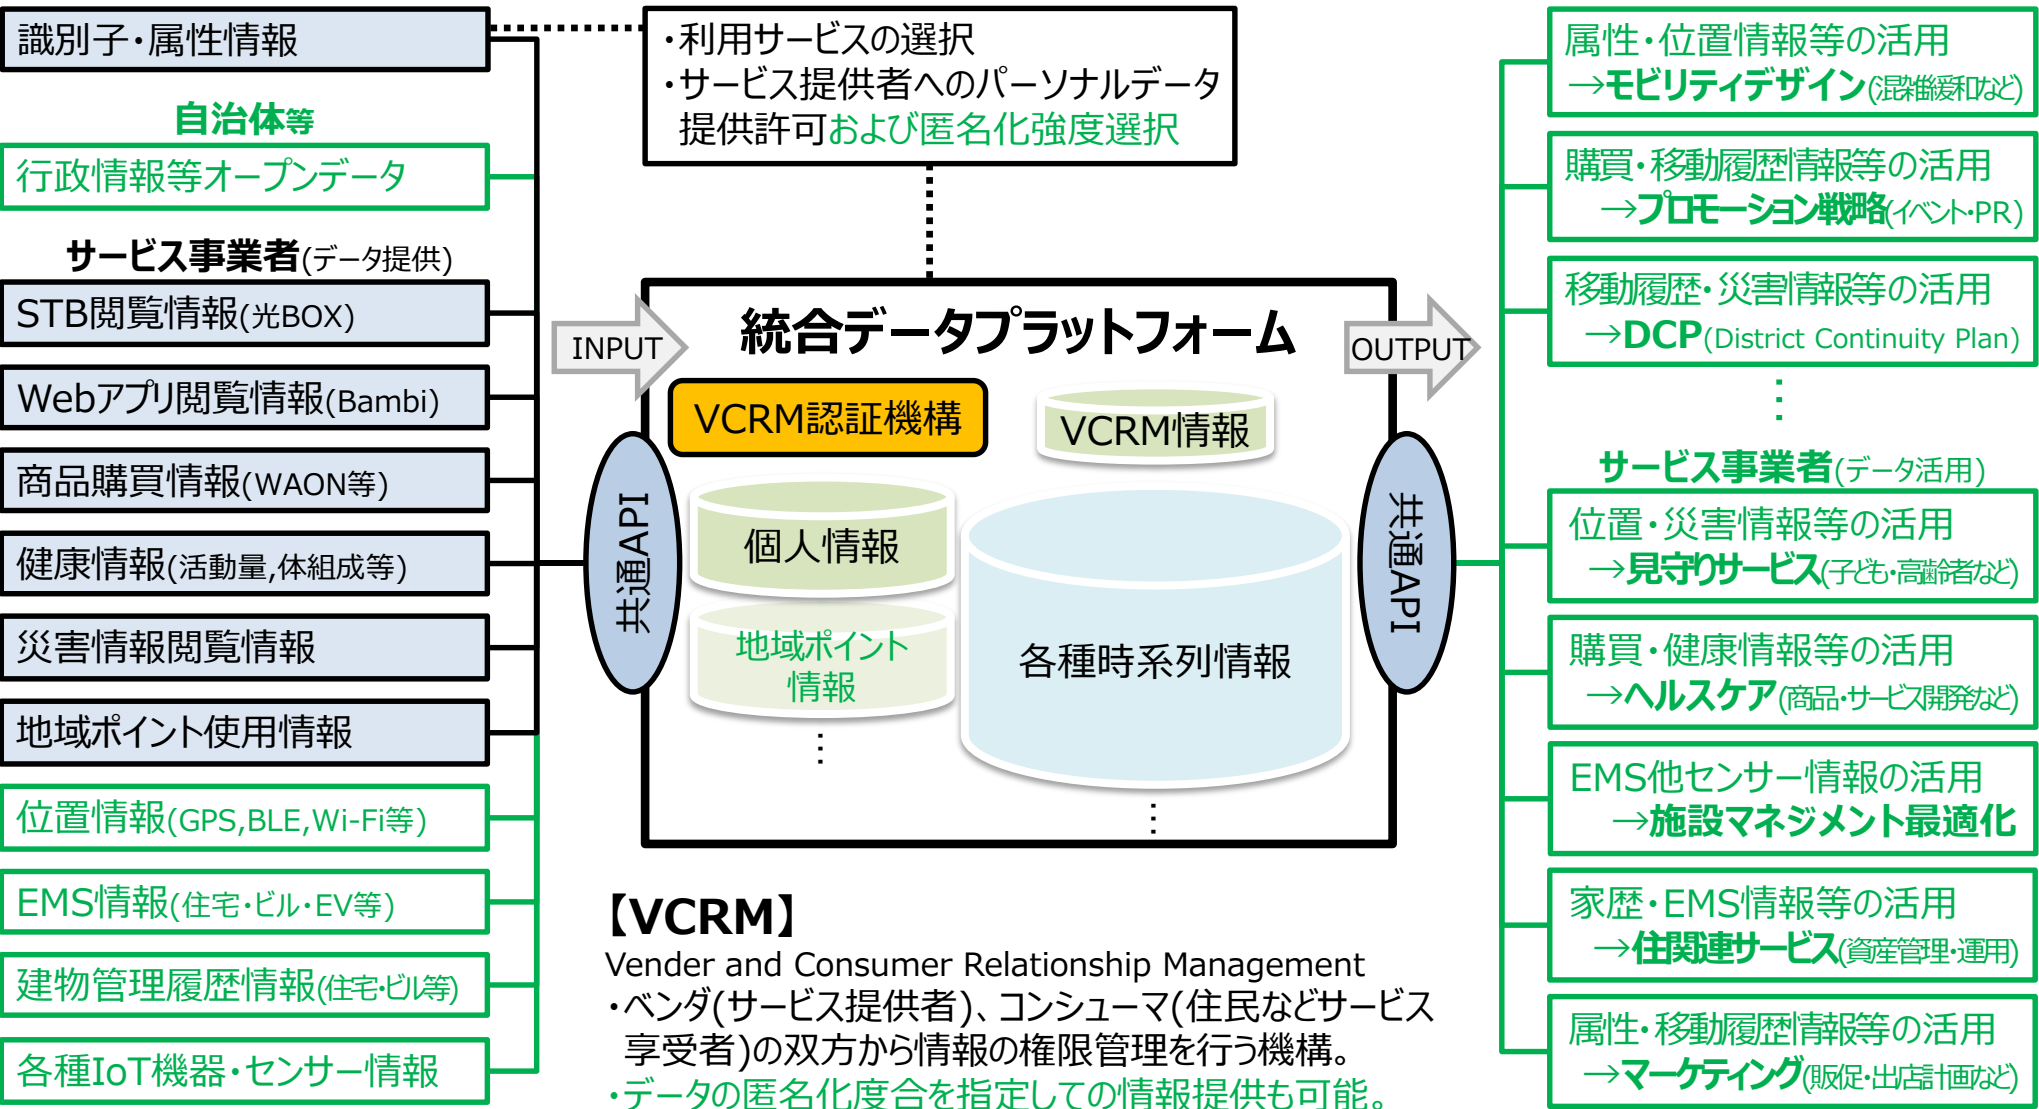 識別子・属性情報
自治体等
行政情報等オープンデータ
サービス事業者(データ提供)
STB閲覧情報(光BOX)
Webアプリ閲覧情報(Bambi)
商品購買情報(WAON等)
健康情報(活動量,体組成等)
災害情報閲覧情報
地域ポイント使用情報
位置情報(GPS,BLE,Wi-Fi等)
EMS情報(住宅・ビル・EV等)
建物管理履歴情報(住宅・ビル等)
各種IoT機器・センサー情報
・利用サービスの選択
・サービス提供者へのパーソナルデータ
提供許可および匿名化強度選択
INPUT
統合データプラットフォーム
OUTPUT
VCRM認証機構
VCRM情報
共通API
個人情報
地域ポイント
情報
⋮
各種時系列情報
⋮
共通API
【VCRM】
Vender and Consumer Relationship Management
・ベンダ(サービス提供者)、コンシューマ(住民などサービス
享受者)の双方から情報の権限管理を行う機構。
・データの匿名化度合を指定しての情報提供も可能。
属性・位置情報等の活用
→モビリティデザイン(混雑緩和など)
購買・移動履歴情報等の活用
→プロモーション戦略(イベント・PR)
移動履歴・災害情報等の活用
→DCP(District Continuity Plan)
⋮
サービス事業者(データ活用)
位置・災害情報等の活用
→見守りサービス(子ども・高齢者など)
購買・健康情報等の活用
→ヘルスケア(商品・サービス開発など)
EMS他センサー情報の活用
→施設マネジメント最適化
家歴・EMS情報等の活用
→住関連サービス(資産管理・運用)
属性・移動履歴情報等の活用
→マーケティング(販促・出店計画など)